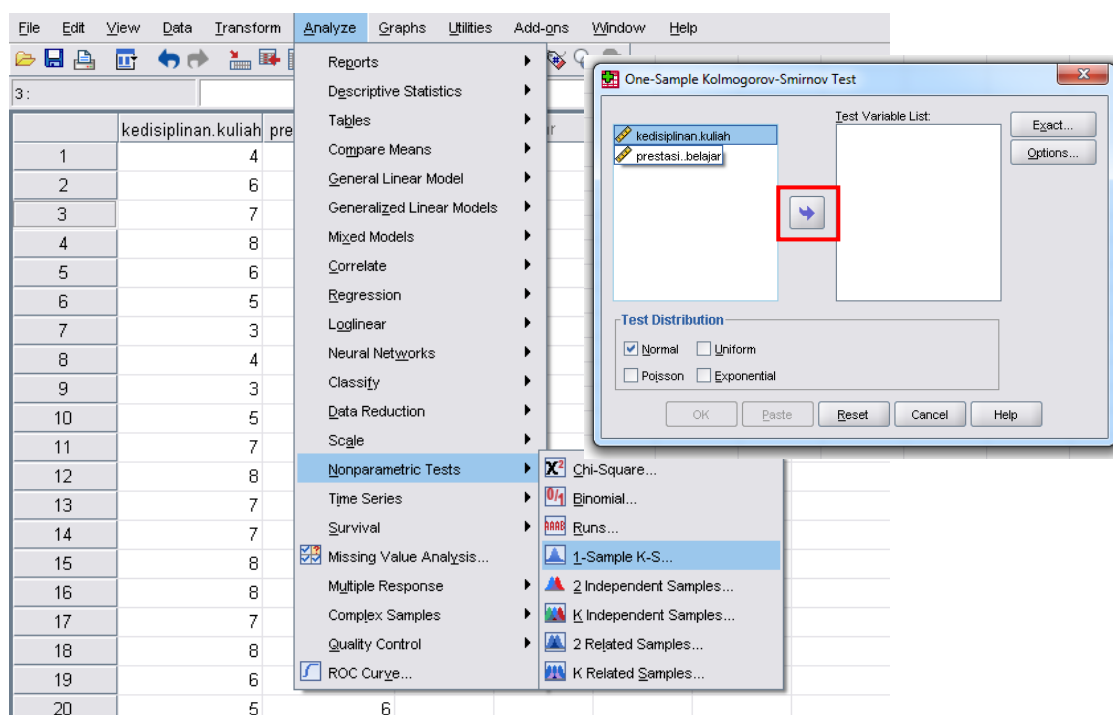 File Edit View Data Transform Analyze Graphs Utilities Add-ons Window Help
3 :
kedisiplinan.kuliah pre
1 4
2 6
3 7
4 8
5 6
6 5
7 3
8 4
9 3
10 5
11 7
12 8
13 7
14 7
15 8
16 8
17 7
18 8
19 6
20 5 6
Reports
Descriptive Statistics
Tables
Compare Means
General Linear Model
Generalized Linear Models
Mixed Models
Correlate
Regression
Loglinear
Neural Networks
Classify
Data Reduction
Scale
Nonparametric Tests
Time Series
Survival
Missing Value Analysis...
Multiple Response
Complex Samples
Quality Control
ROC Curve...
Chi-Square...
Binomial...
Runs...
1-Sample K-S...
2 Independent Samples...
K Independent Samples...
2 Related Samples...
K Related Samples...
One-Sample Kolmogorov-Smirnov Test
kedisiplinan.kuliah
prestasi..belajar
Test Variable List:
Exact...
Options...
Test Distribution
Normal Uniform
Poisson Exponential
OK Paste Reset Cancel Help